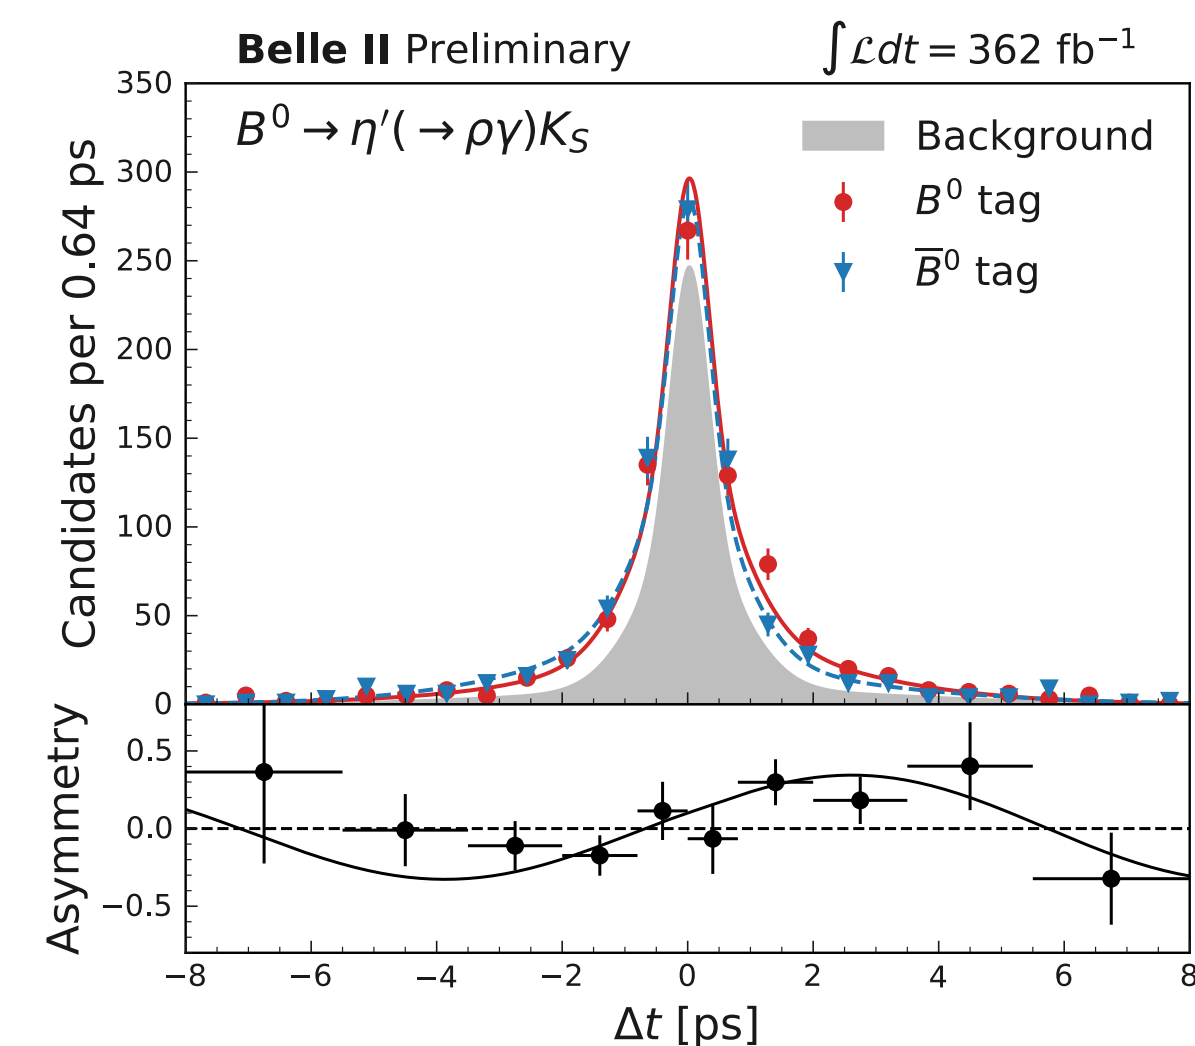 Belle II Preliminary ∫ℒdt = 362 fb⁻¹
B⁰ → η′( → ργ)K_S
Background
B⁰ tag
B̅⁰ tag
Candidates per 0.64 ps
350
300
250
200
150
100
50
0
Asymmetry
0.5
0.0
−0.5
−8 −6 −4 −2 0 2 4 6 8
Δt [ps]